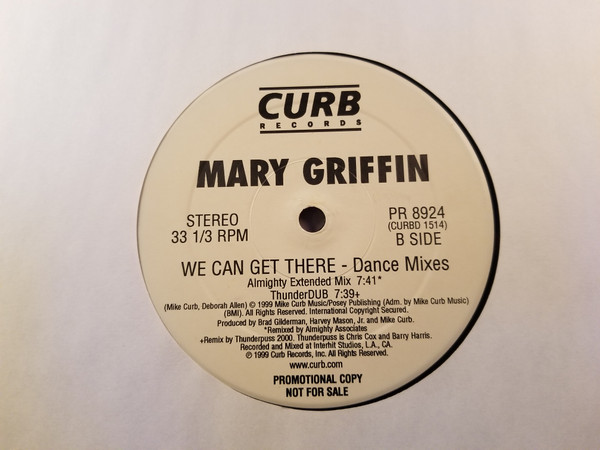 CURB
RECORDS
MARY GRIFFIN
STEREO
33 1/3 RPM
PR 8924
(CURBD 1514)
B SIDE
WE CAN GET THERE - Dance Mixes
Almighty Extended Mix 7:41*
ThunderDUB 7:39+
(Mike Curb, Deborah Allen) © 1999 Mike Curb Music/Posey Publishing (Adm. by Mike Curb Music)
(BMI). All Rights Reserved. International Copyright Secured.
Produced by Brad Gilderman, Harvey Mason, Jr. and Mike Curb.
*Remixed by Almighty Associates
+Remix by Thunderpuss 2000. Thunderpuss is Chris Cox and Barry Harris.
Recorded and Mixed at Interhit Studios, L.A., CA.
℗ 1999 Curb Records, Inc. All Rights Reserved.
www.curb.com
PROMOTIONAL COPY
NOT FOR SALE